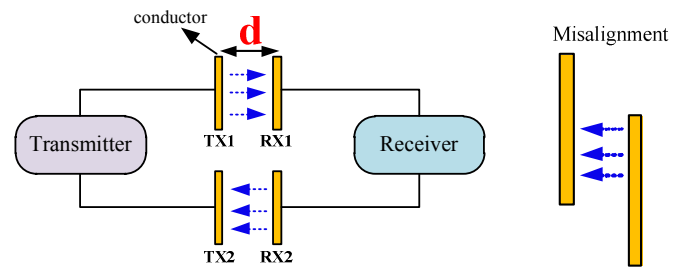 conductor
d
Misalignment
TX1 RX1
Transmitter
Receiver
TX2 RX2